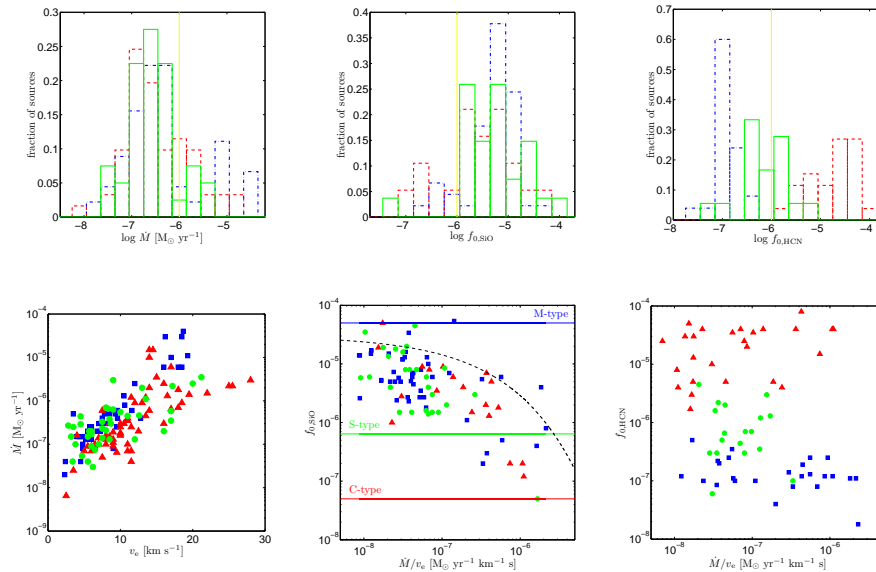 0.3
0.25
0.2
0.15
0.1
0.05
0
fraction of sources
−8 −7 −6 −5
log Ṁ [M⊙ yr⁻¹]
0.4
0.35
0.3
0.25
0.2
0.15
0.1
0.05
0
fraction of sources
−7 −6 −5 −4
log f0,SiO
0.7
0.6
0.5
0.4
0.3
0.2
0.1
0
fraction of sources
−8 −7 −6 −5 −4
log f0,HCN
10⁻⁴
10⁻⁵
10⁻⁶
10⁻⁷
10⁻⁸
10⁻⁹
Ṁ [M⊙ yr⁻¹]
0 10 20 30
ve [km s⁻¹]
10⁻⁴
10⁻⁵
10⁻⁶
10⁻⁷
10⁻⁸
f0,SiO
M-type
S-type
C-type
10⁻⁸ 10⁻⁷ 10⁻⁶
Ṁ/ve [M⊙ yr⁻¹ km⁻¹ s]
10⁻⁴
10⁻⁵
10⁻⁶
10⁻⁷
10⁻⁸
f0,HCN
10⁻⁸ 10⁻⁷ 10⁻⁶
Ṁ/ve [M⊙ yr⁻¹ km⁻¹ s]